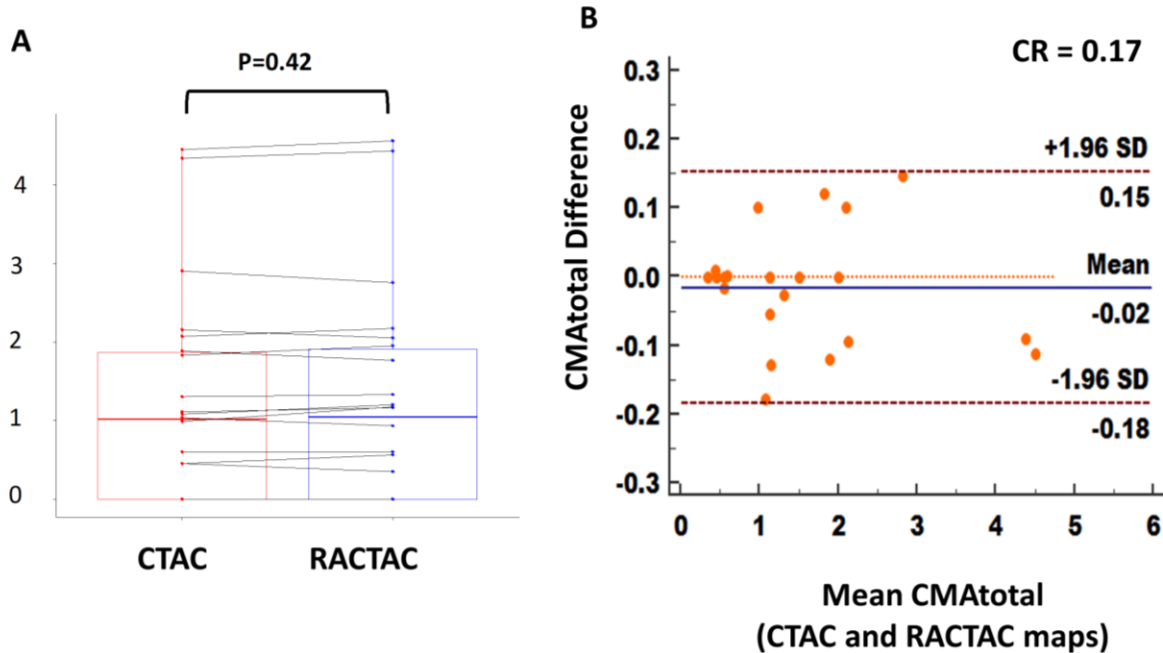 A
P=0.42
4
3
2
1
0
CTAC
RACTAC
B
CR = 0.17
CMAtotal Difference
0.3
0.2
0.1
0.0
-0.1
-0.2
-0.3
+1.96 SD
0.15
Mean
-0.02
-1.96 SD
-0.18
0 1 2 3 4 5 6
Mean CMAtotal
(CTAC and RACTAC maps)